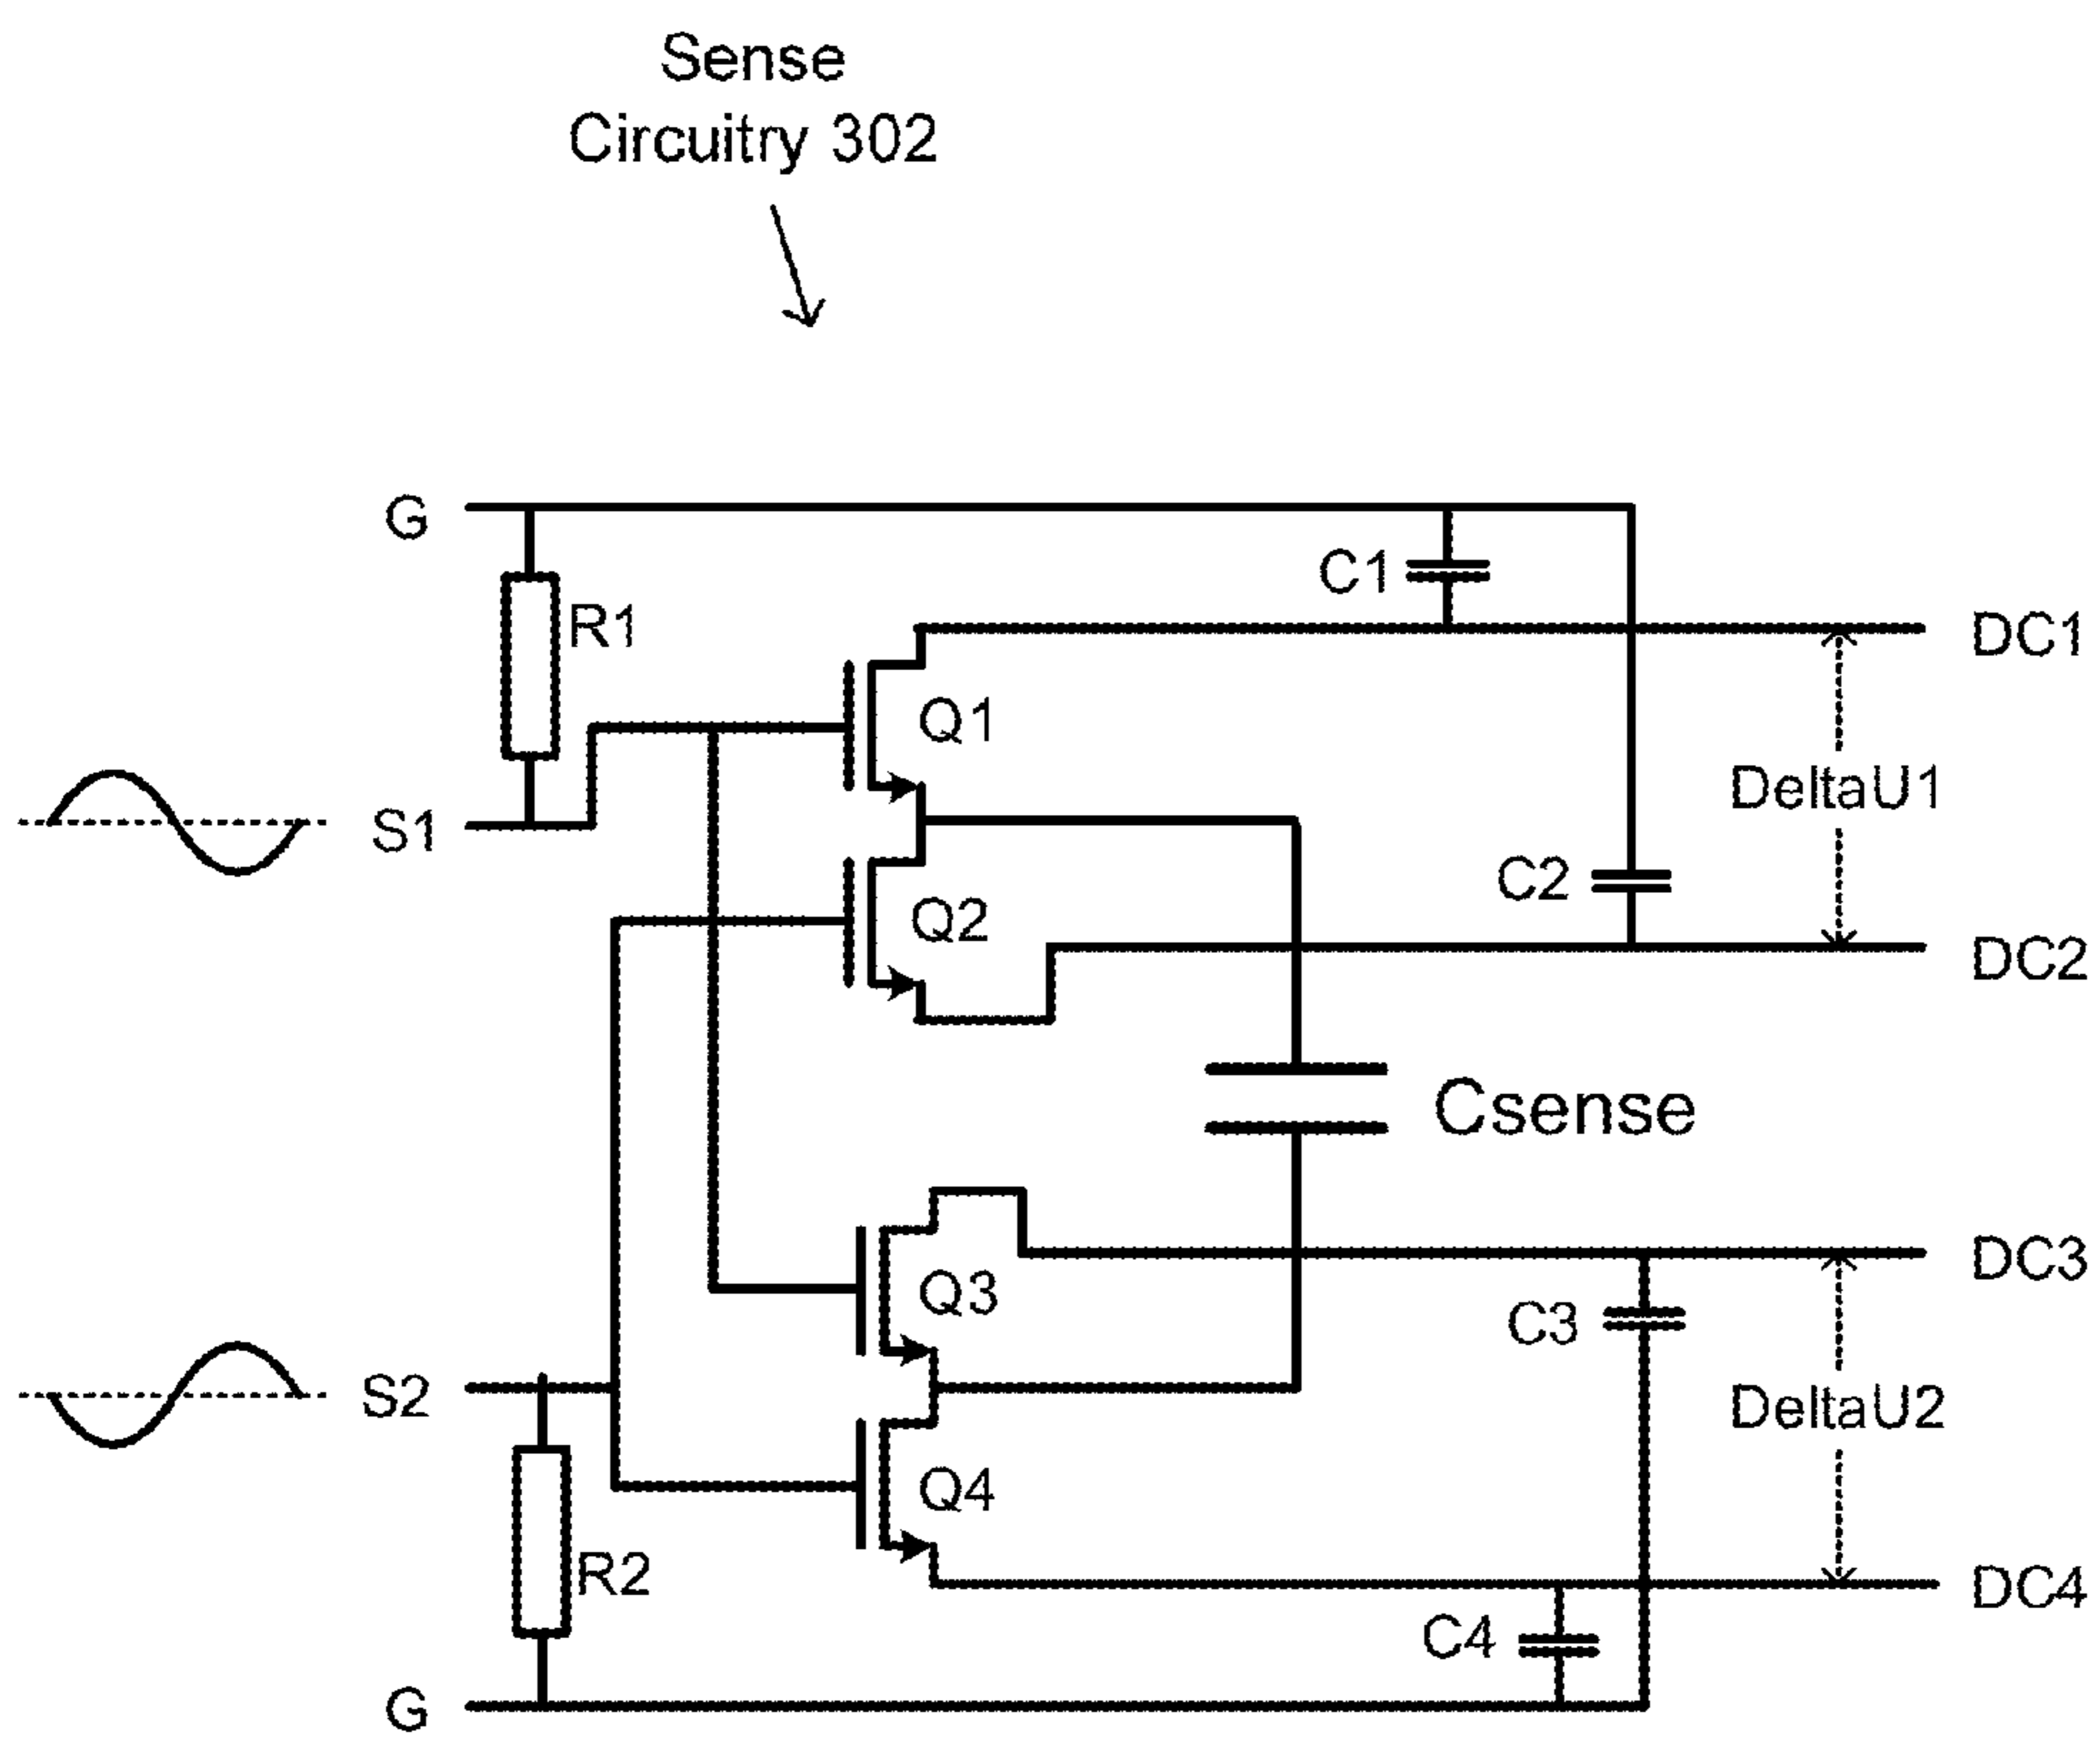 Sense
Circuitry 302
G
C1
R1
DC1
Q1
DeltaU1
S1
C2
Q2
DC2
Csense
DC3
Q3
C3
S2
DeltaU2
Q4
R2
DC4
C4
G